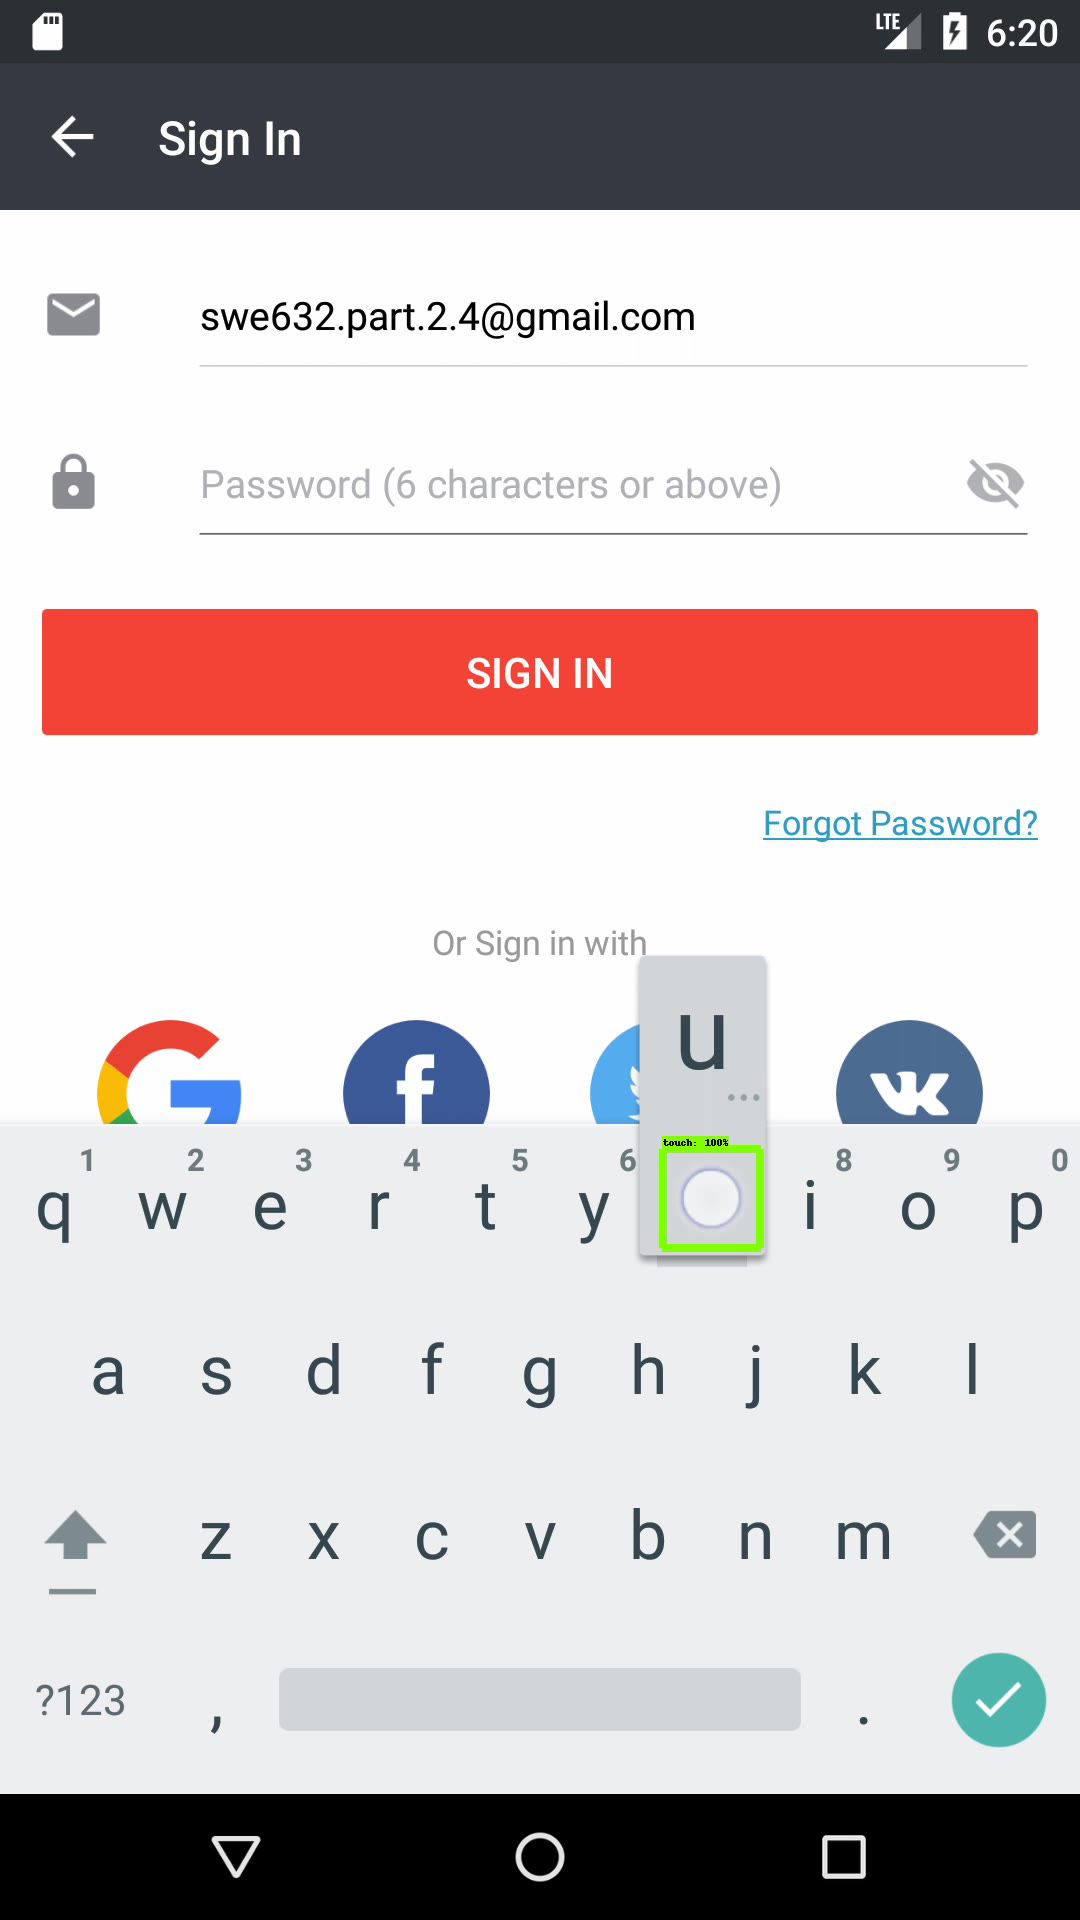 LTE 6:20
Sign In
swe632.part.2.4@gmail.com
Password (6 characters or above)
SIGN IN
Forgot Password?
Or Sign in with
u
...
touch: 100%
1 2 3 4 5 6 8 9 0
q w e r t y i o p
a s d f g h j k l
z x c v b n m
?123 , .